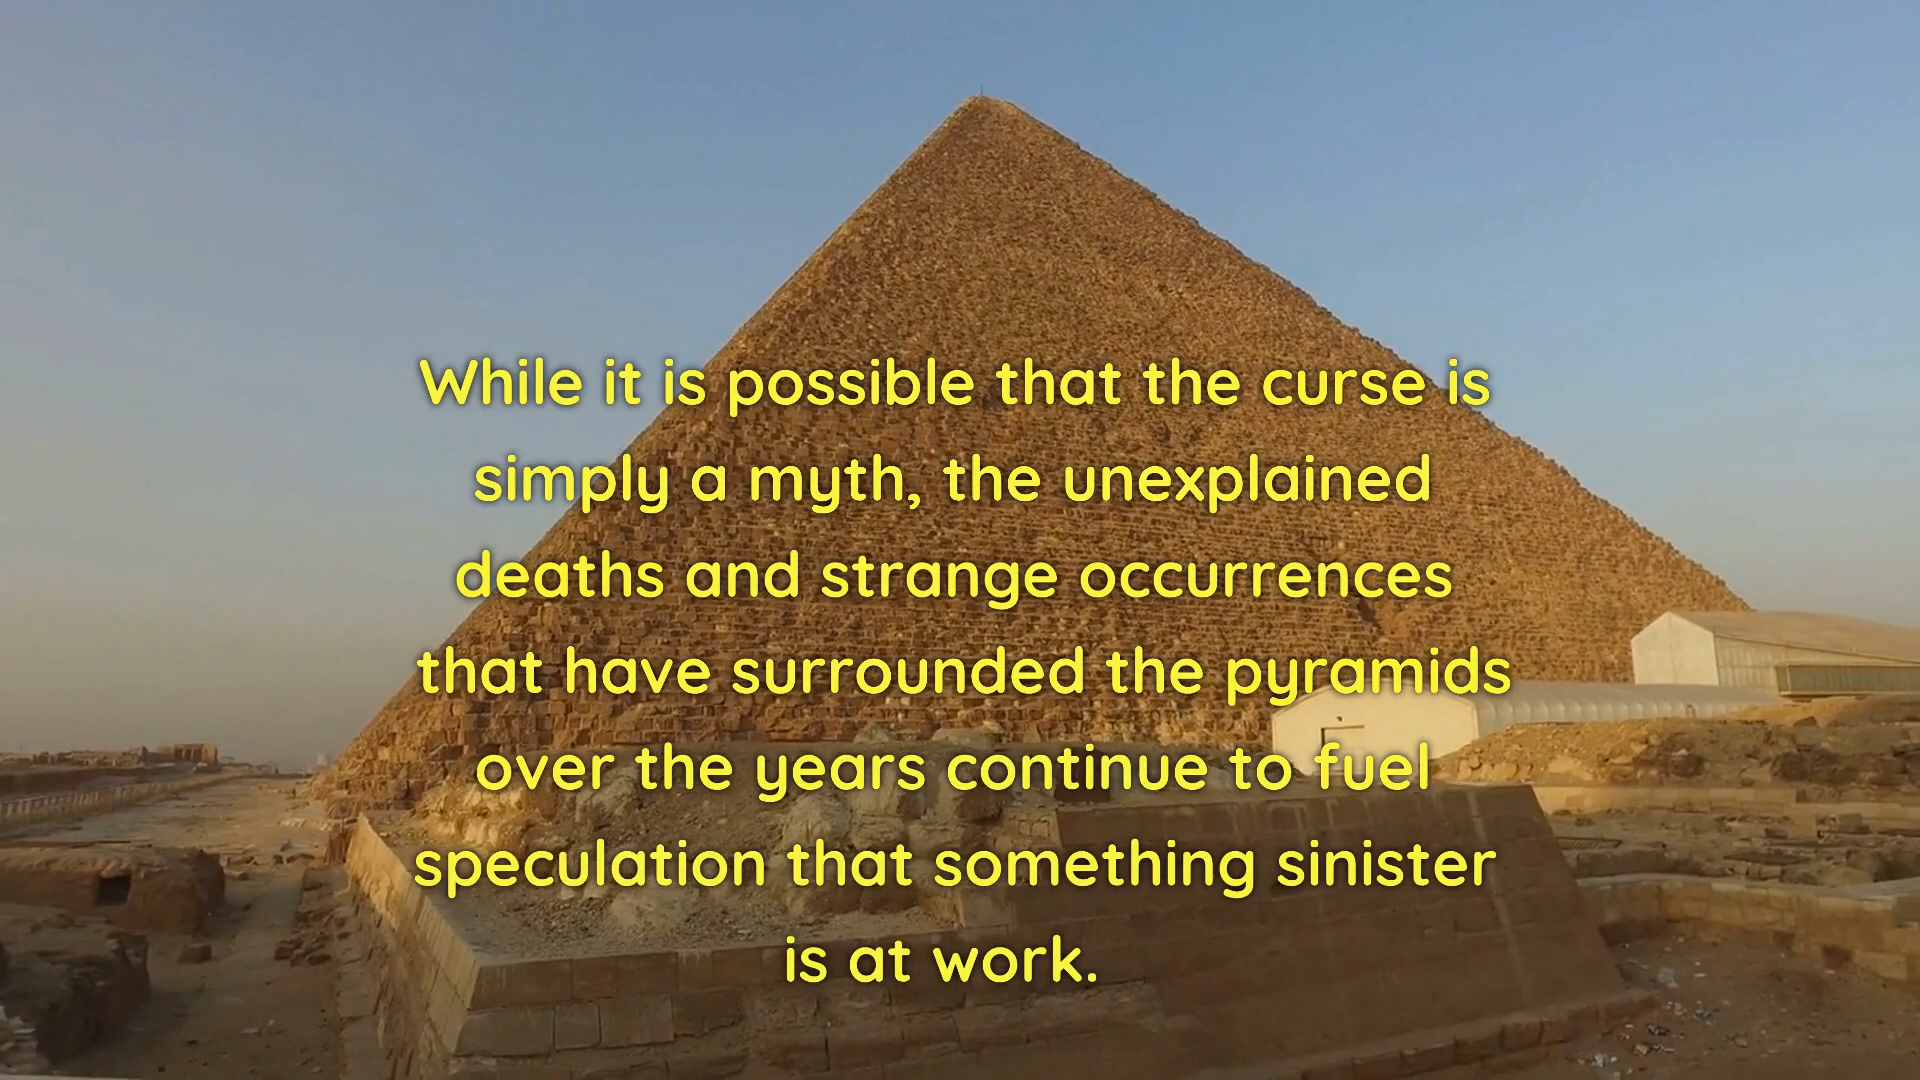 While it is possible that the curse is
simply a myth, the unexplained
deaths and strange occurrences
that have surrounded the pyramids
over the years continue to fuel
speculation that something sinister
is at work.